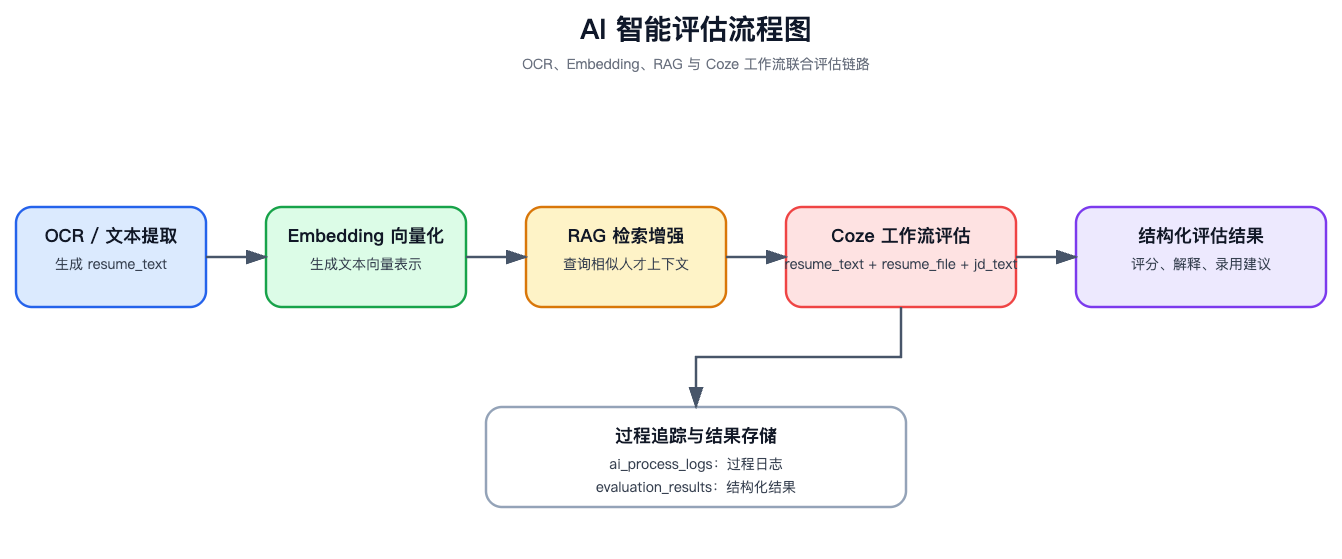 AI 智能评估流程图
OCR、Embedding、RAG 与 Coze 工作流联合评估链路
OCR / 文本提取
生成 resume_text
Embedding 向量化
生成文本向量表示
RAG 检索增强
查询相似人才上下文
Coze 工作流评估
resume_text + resume_file + jd_text
结构化评估结果
评分、解释、录用建议
过程追踪与结果存储
ai_process_logs：过程日志
evaluation_results：结构化结果